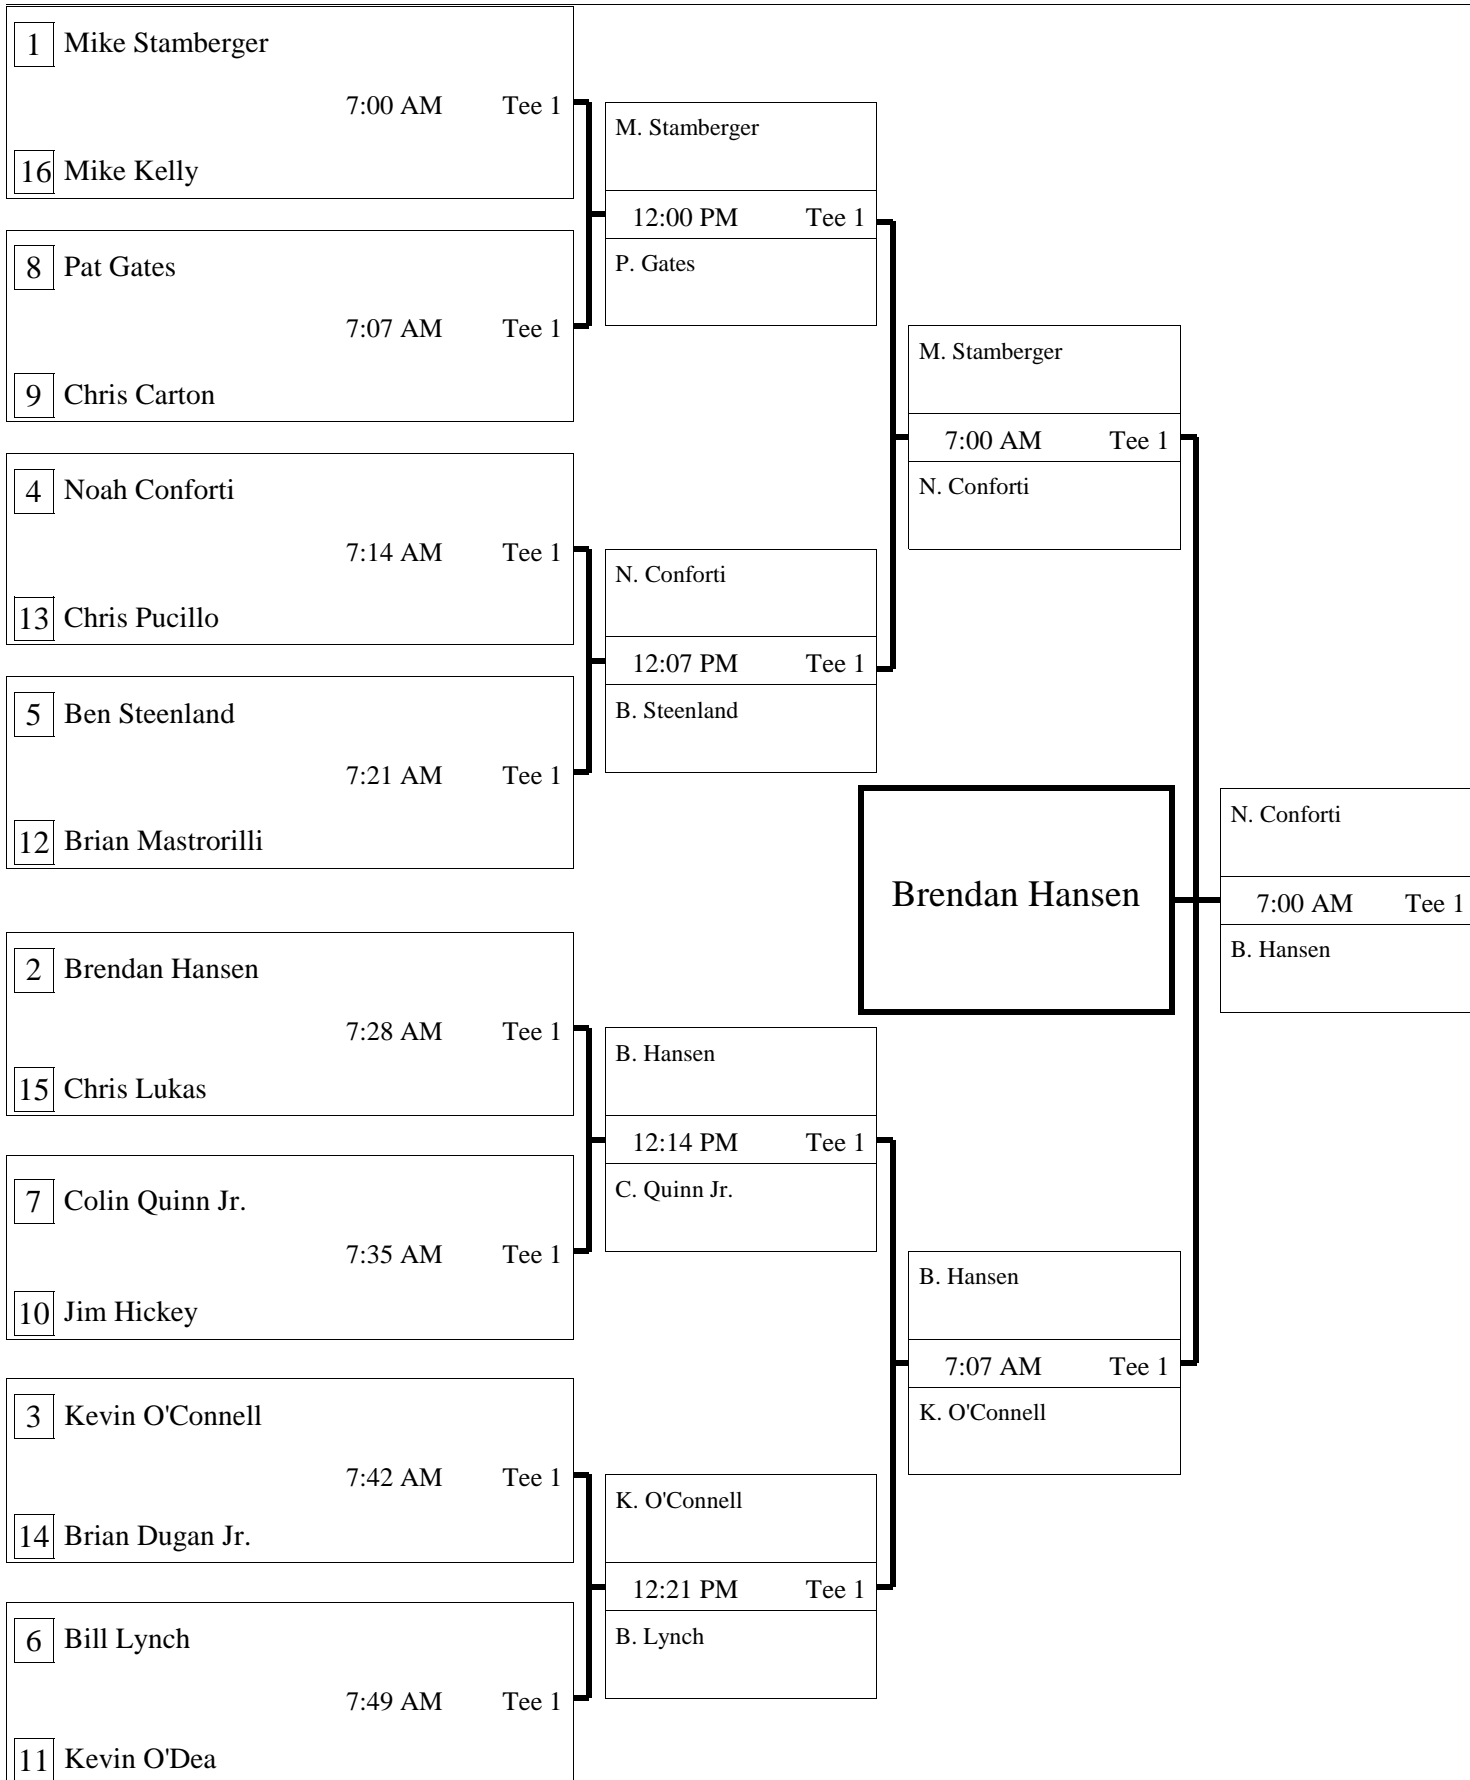 1 Mike Stamberger
7:00 AM Tee 1
16 Mike Kelly
8 Pat Gates
7:07 AM Tee 1
9 Chris Carton
4 Noah Conforti
7:14 AM Tee 1
13 Chris Pucillo
5 Ben Steenland
7:21 AM Tee 1
12 Brian Mastrorilli
2 Brendan Hansen
7:28 AM Tee 1
15 Chris Lukas
7 Colin Quinn Jr.
7:35 AM Tee 1
10 Jim Hickey
3 Kevin O'Connell
7:42 AM Tee 1
14 Brian Dugan Jr.
6 Bill Lynch
7:49 AM Tee 1
11 Kevin O'Dea
M. Stamberger
12:00 PM Tee 1
P. Gates
N. Conforti
12:07 PM Tee 1
B. Steenland
B. Hansen
12:14 PM Tee 1
C. Quinn Jr.
K. O'Connell
12:21 PM Tee 1
B. Lynch
M. Stamberger
7:00 AM Tee 1
N. Conforti
B. Hansen
7:07 AM Tee 1
K. O'Connell
N. Conforti
7:00 AM Tee 1
B. Hansen
Brendan Hansen